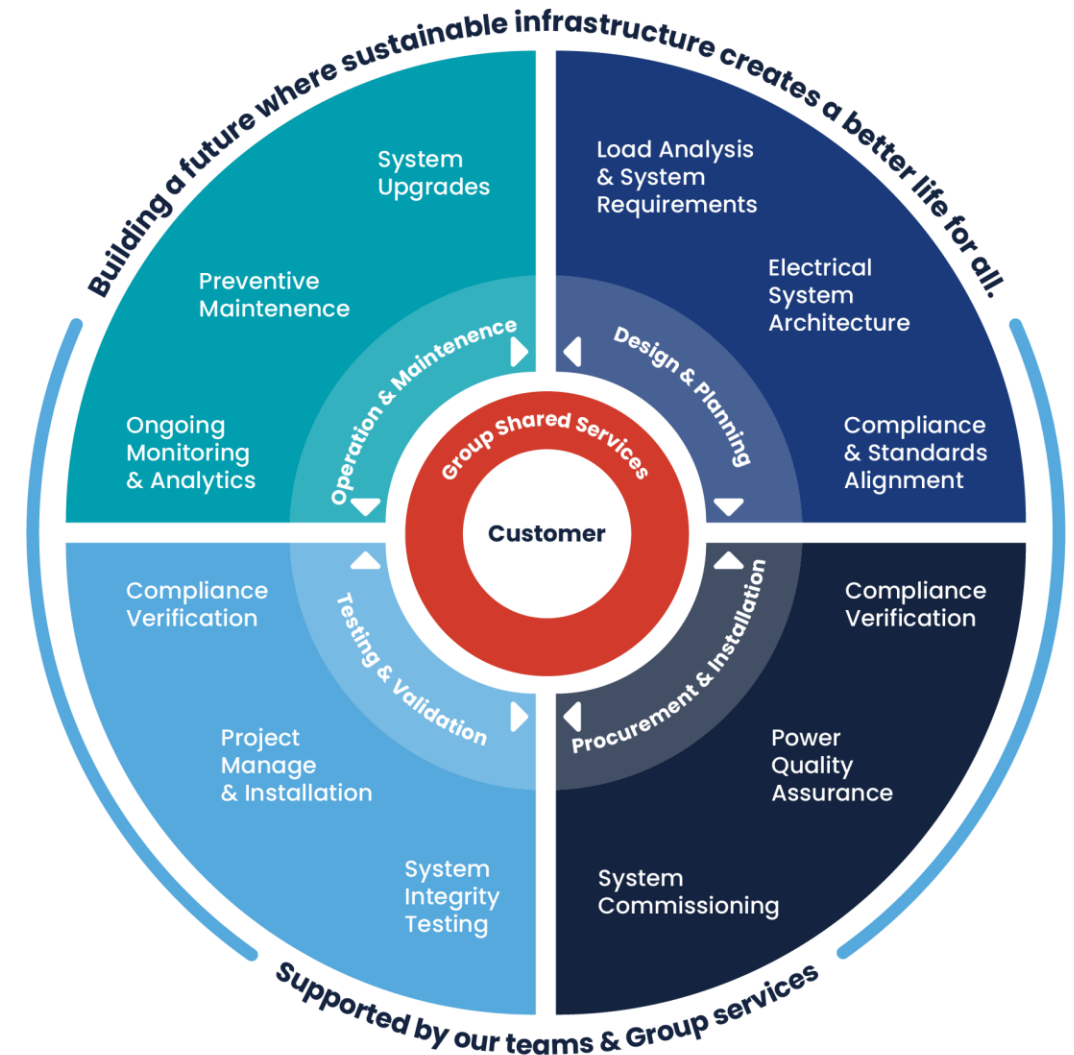 Building a future where sustainable infrastructure creates a better life for all.
System
Upgrades
Preventive
Maintenence
Ongoing
Monitoring
& Analytics
Operation & Maintenence
Load Analysis
& System
Requirements
Electrical
System
Architecture
Compliance
& Standards
Alignment
Design & Planning
Group Shared Services
Customer
Compliance
Verification
Project
Manage
& Installation
System
Integrity
Testing
Testing & Validation
Compliance
Verification
Power
Quality
Assurance
System
Commissioning
Procurement & Installation
Supported by our teams & Group services